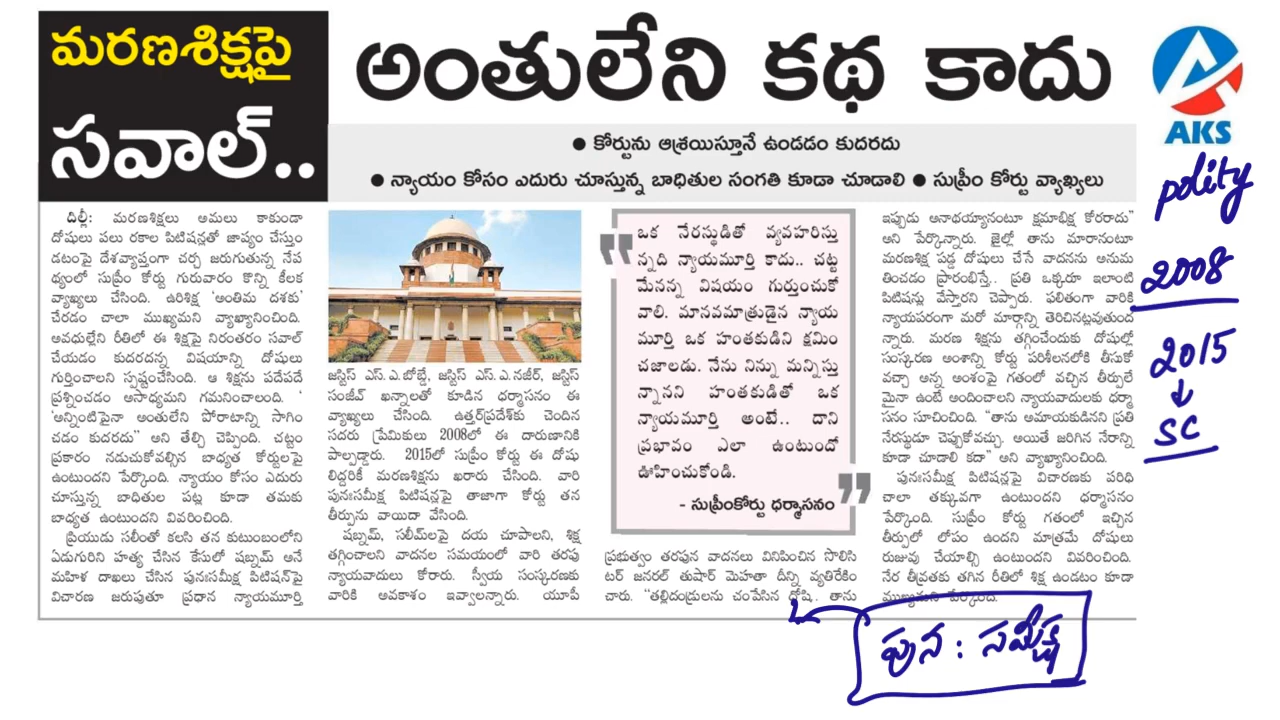 మరణశిక్షపై
సవాల్..
అంతులేని కథ కాదు
● కోర్టును ఆశ్రయిస్తూనే ఉండడం కుదరదు
● న్యాయం కోసం ఎదురు చూస్తున్న బాధితుల సంగతి కూడా చూడాలి ● సుప్రీం కోర్టు వ్యాఖ్యలు
దిల్లీ: మరణశిక్షలు అమలు కాకుండా
దోషులు పలు రకాల పిటిషన్లతో జాప్యం చేస్తుం
డటంపై దేశవ్యాప్తంగా చర్చ జరుగుతున్న నేప
థ్యంలో సుప్రీం కోర్టు గురువారం కొన్ని కీలక
వ్యాఖ్యలు చేసింది. ఉరిశిక్ష ‘అంతిమ దశకు’
చేరడం చాలా ముఖ్యమని వ్యాఖ్యానించింది.
అవధుల్లేని రీతిలో ఈ శిక్షపై నిరంతరం సవాల్
చేయడం కుదరదన్న విషయాన్ని దోషులు
గుర్తించాలని స్పష్టంచేసింది. ఆ శిక్షను పదేపదే
ప్రశ్నించడం అసాధ్యమని గమనించాలంది. ‘
‘అన్నింటిపైనా అంతులేని పోరాటాన్ని సాగిం
చడం కుదరదు’’ అని తేల్చి చెప్పింది. చట్టం
ప్రకారం నడుచుకోవల్సిన బాధ్యత కోర్టులపై
ఉంటుందని పేర్కొంది. న్యాయం కోసం ఎదురు
చూస్తున్న బాధితుల పట్ల కూడా తమకు
బాధ్యత ఉంటుందని వివరించింది.
ప్రియుడు సలీంతో కలసి తన కుటుంబంలోని
ఏడుగురిని హత్య చేసిన కేసులో షబ్నమ్ అనే
మహిళ దాఖలు చేసిన పునఃసమీక్ష పిటిషన్‌పై
విచారణ జరుపుతూ ప్రధాన న్యాయమూర్తి
జస్టిస్ ఎస్.ఎ.బోబ్డే, జస్టిస్ ఎస్.ఎ.నజీర్, జస్టిస్
సంజీవ్ ఖన్నాలతో కూడిన ధర్మాసనం ఈ
వ్యాఖ్యలు చేసింది. ఉత్తర్‌ప్రదేశ్‌కు చెందిన
సదరు ప్రేమికులు 2008లో ఈ దారుణానికి
పాల్పడ్డారు. 2015లో సుప్రీం కోర్టు ఈ దోషు
లిద్దరికీ మరణశిక్షను ఖరారు చేసింది. వారి
పునఃసమీక్ష పిటిషన్లపై తాజాగా కోర్టు తన
తీర్పును వాయిదా వేసింది.
షబ్నమ్, సలీమ్‌లపై దయ చూపాలని, శిక్ష
తగ్గించాలని వాదనల సమయంలో వారి తరపు
న్యాయవాదులు కోరారు. స్వీయ సంస్కరణకు
వారికి అవకాశం ఇవ్వాలన్నారు. యూపీ
“ ఒక నేరస్థుడితో వ్యవహరిస్తు
న్నది న్యాయమూర్తి కాదు.. చట్ట
మేనన్న విషయం గుర్తుంచుకో
వాలి. మానవమాత్రుడైన న్యాయ
మూర్తి ఒక హంతకుడిని క్షమిం
చజాలడు. నేను నిన్ను మన్నిస్తు
న్నానని హంతకుడితో ఒక
న్యాయమూర్తి అంటే.. దాని
ప్రభావం ఎలా ఉంటుందో
ఊహించుకోండి.
- సుప్రీంకోర్టు ధర్మాసనం ”
ప్రభుత్వం తరపున వాదనలు వినిపించిన సొలిసి
టర్ జనరల్ తుషార్ మెహతా దీన్ని వ్యతిరేకిం
చారు. ‘‘తల్లిదండ్రులను చంపేసిన దోషి.. తాను
ఇప్పుడు అనాథయ్యానంటూ క్షమాభిక్ష కోరరాదు’’
అని పేర్కొన్నారు. జైల్లో తాను మారానంటూ
మరణశిక్ష పడ్డ దోషులు చేసే వాదనను అనుమ
తించడం ప్రారంభిస్తే.. ప్రతి ఒక్కరూ ఇలాంటి
పిటిషన్లు వేస్తారని చెప్పారు. ఫలితంగా వారికి
న్యాయపరంగా మరో మార్గాన్ని తెరిచినట్లవుతుంద
న్నారు. మరణ శిక్షను తగ్గించేందుకు దోషుల్లో
సంస్కరణ అంశాన్ని కోర్టు పరిశీలనలోకి తీసుకో
వచ్చా అన్న అంశంపై గతంలో వచ్చిన తీర్పులే
మైనా ఉంటే అందించాలని న్యాయవాదులకు ధర్మా
సనం సూచించింది. ‘‘తాను అమాయకుడినని ప్రతి
నేరస్థుడూ చెప్పుకోవచ్చు. అయితే జరిగిన నేరాన్ని
కూడా చూడాలి కదా’’ అని వ్యాఖ్యానించింది.
పునఃసమీక్ష పిటిషన్లపై విచారణకు పరిధి
చాలా తక్కువగా ఉంటుందని ధర్మాసనం
పేర్కొంది. సుప్రీం కోర్టు గతంలో ఇచ్చిన
తీర్పులో లోపం ఉందని మాత్రమే దోషులు
రుజువు చేయాల్సి ఉంటుందని వివరించింది.
నేర తీవ్రతకు తగిన రీతిలో శిక్ష ఉండటం కూడా
ముఖ్యమని పేర్కొంది.
AKS
polity
2008
2015
SC
పున : సమీక్ష